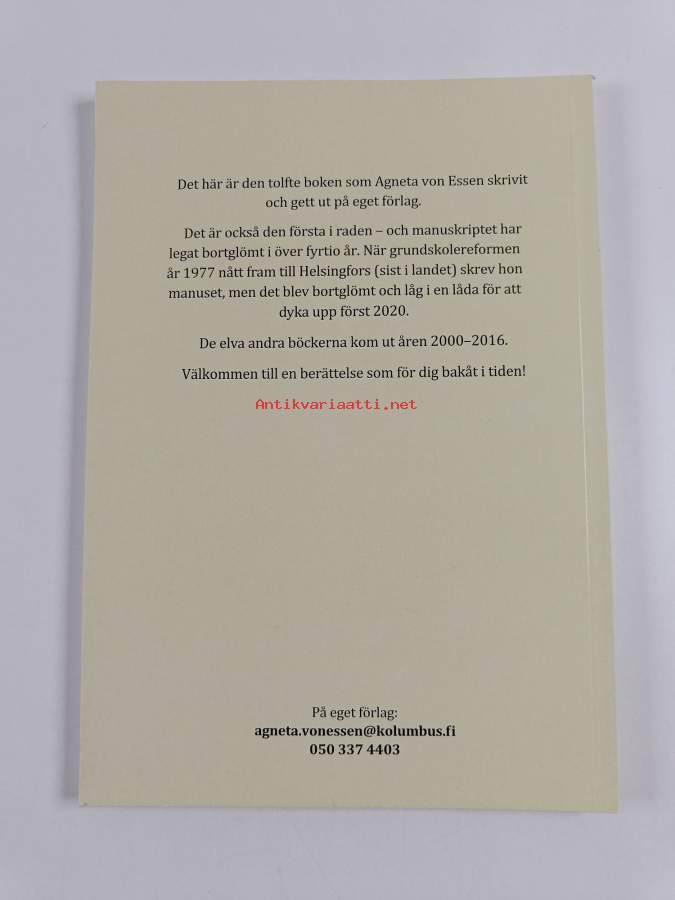 Det här är den tolfte boken som Agneta von Essen skrivit
och gett ut på eget förlag.
Det är också den första i raden – och manuskriptet har
legat bortglömt i över fyrtio år. När grundskolereformen
år 1977 nått fram till Helsingfors (sist i landet) skrev hon
manuset, men det blev bortglömt och låg i en låda för att
dyka upp först 2020.
De elva andra böckerna kom ut åren 2000–2016.
Välkommen till en berättelse som för dig bakåt i tiden!
Antikvariaatti.net
På eget förlag:
agneta.vonessen@kolumbus.fi
050 337 4403